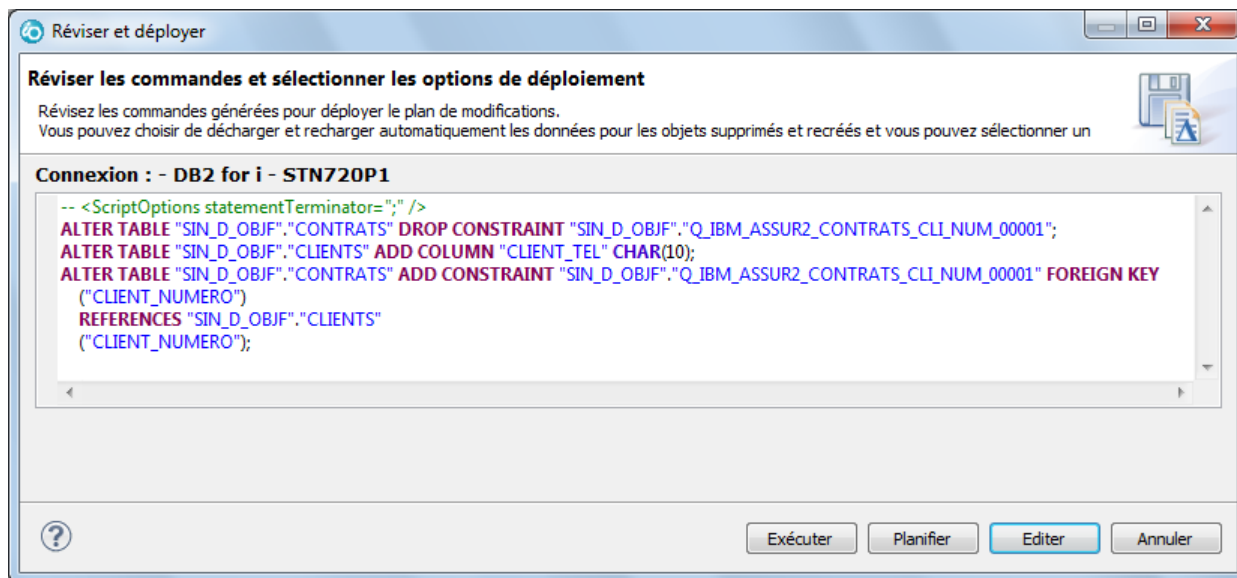 Réviser et déployer
Réviser les commandes et sélectionner les options de déploiement
Révisez les commandes générées pour déployer le plan de modifications.
Vous pouvez choisir de décharger et recharger automatiquement les données pour les objets supprimés et recréés et vous pouvez sélectionner un
Connexion : - DB2 for i - STN720P1
-- <ScriptOptions statementTerminator=";" />
ALTER TABLE "SIN_D_OBJF"."CONTRATS" DROP CONSTRAINT "SIN_D_OBJF"."Q_IBM_ASSUR2_CONTRATS_CLI_NUM_00001";
ALTER TABLE "SIN_D_OBJF"."CLIENTS" ADD COLUMN "CLIENT_TEL" CHAR(10);
ALTER TABLE "SIN_D_OBJF"."CONTRATS" ADD CONSTRAINT "SIN_D_OBJF"."Q_IBM_ASSUR2_CONTRATS_CLI_NUM_00001" FOREIGN KEY
("CLIENT_NUMERO")
REFERENCES "SIN_D_OBJF"."CLIENTS"
("CLIENT_NUMERO");
? Exécuter Planifier Editer Annuler